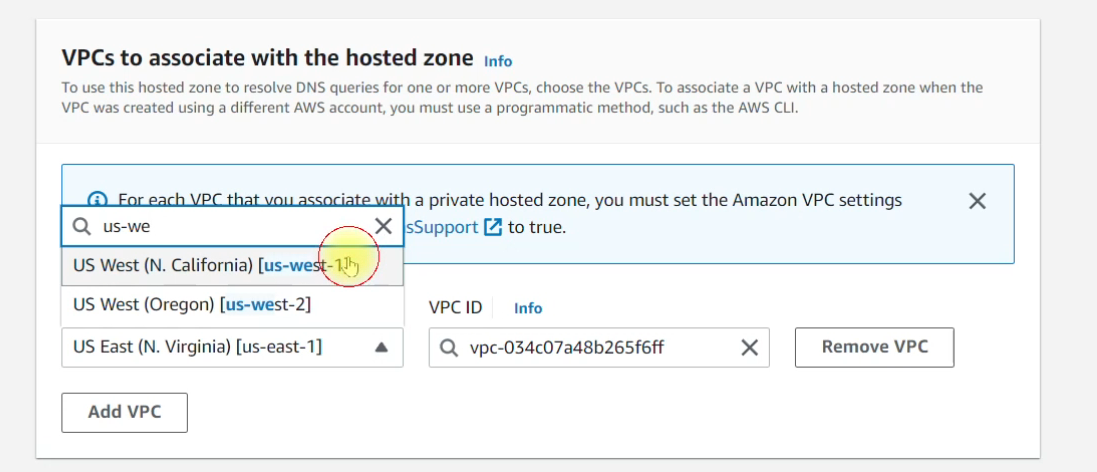 VPCs to associate with the hosted zone Info
To use this hosted zone to resolve DNS queries for one or more VPCs, choose the VPCs. To associate a VPC with a hosted zone when the
VPC was created using a different AWS account, you must use a programmatic method, such as the AWS CLI.
For each VPC that you associate with a private hosted zone, you must set the Amazon VPC settings
us-we
sSupport to true.
US West (N. California) [us-west-1]
US West (Oregon) [us-west-2]
VPC ID Info
US East (N. Virginia) [us-east-1]
vpc-034c07a48b265f6ff
Remove VPC
Add VPC